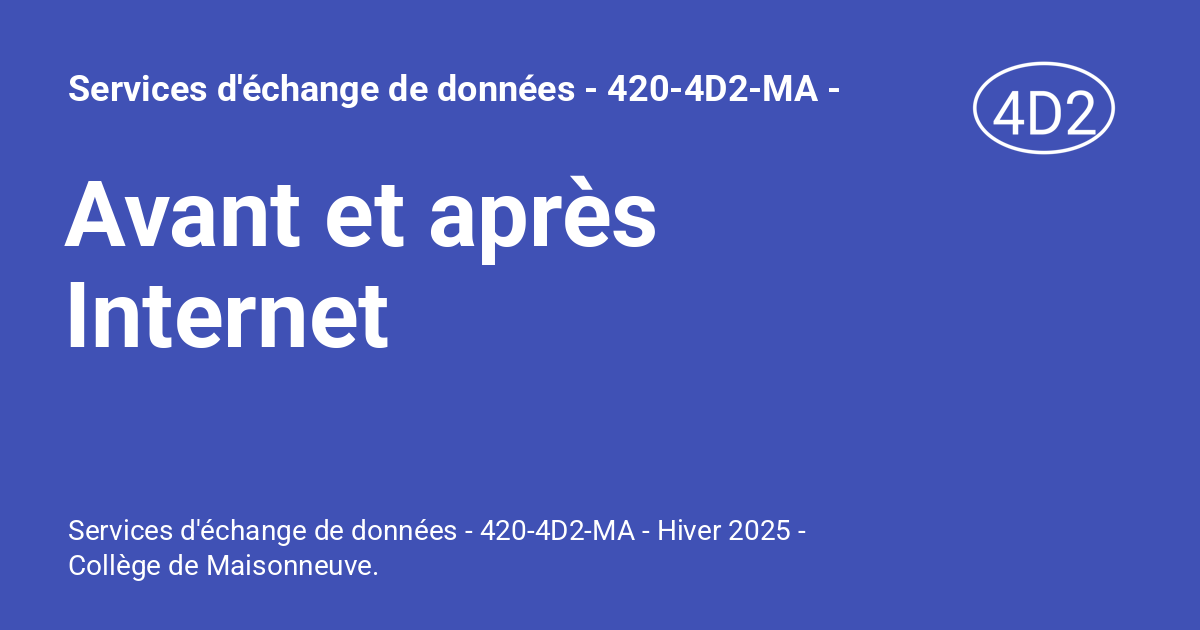 Services d'échange de données - 420-4D2-MA -
4D2
Avant et après
Internet
Services d'échange de données - 420-4D2-MA - Hiver 2025 -
Collège de Maisonneuve.